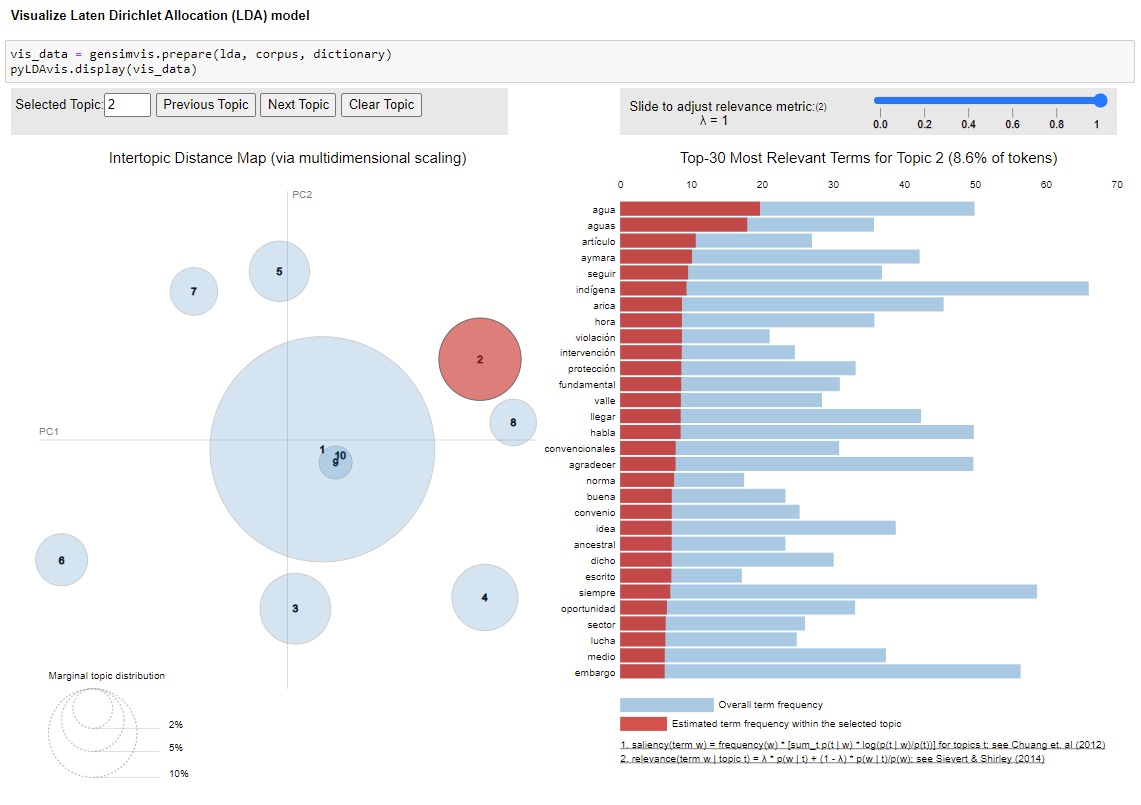 Visualize Laten Dirichlet Allocation (LDA) model
vis_data = gensimvis.prepare(lda, corpus, dictionary)
pyLDAvis.display(vis_data)
Selected Topic: 2 Previous Topic Next Topic Clear Topic
Slide to adjust relevance metric:(2)
λ = 1
0.0 0.2 0.4 0.6 0.8 1
Intertopic Distance Map (via multidimensional scaling)
PC2
PC1
5
7
2
8
1
10
9
6
3
4
Marginal topic distribution
2%
5%
10%
Top-30 Most Relevant Terms for Topic 2 (8.6% of tokens)
0 10 20 30 40 50 60 70
agua
aguas
artículo
aymara
seguir
indígena
arica
hora
violación
intervención
protección
fundamental
valle
llegar
habla
convencionales
agradecer
norma
buena
convenio
idea
ancestral
dicho
escrito
siempre
oportunidad
sector
lucha
medio
embargo
Overall term frequency
Estimated term frequency within the selected topic
1. saliency(term w) = frequency(w) * [sum_t p(t | w) * log(p(t | w)/p(t))] for topics t; see Chuang et. al (2012)
2. relevance(term w | topic t) = λ * p(w | t) + (1 - λ) * p(w | t)/p(w); see Sievert & Shirley (2014)